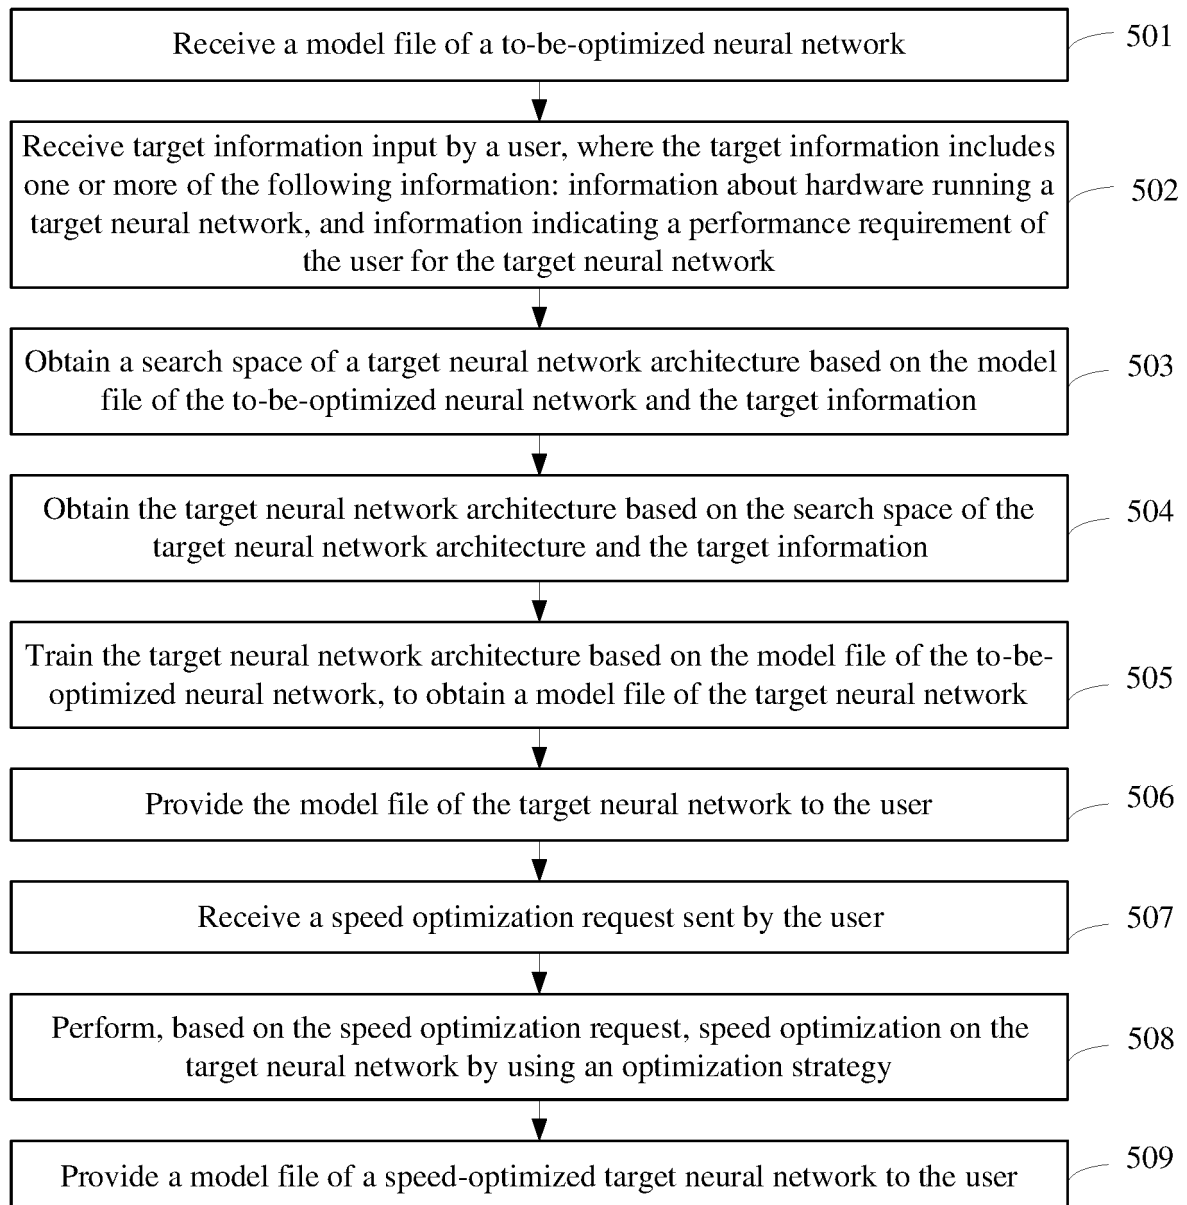 Receive a model file of a to-be-optimized neural network
501
Receive target information input by a user, where the target information includes
one or more of the following information: information about hardware running a
target neural network, and information indicating a performance requirement of
the user for the target neural network
502
Obtain a search space of a target neural network architecture based on the model
file of the to-be-optimized neural network and the target information
503
Obtain the target neural network architecture based on the search space of the
target neural network architecture and the target information
504
Train the target neural network architecture based on the model file of the to-be-
optimized neural network, to obtain a model file of the target neural network
505
Provide the model file of the target neural network to the user
506
Receive a speed optimization request sent by the user
507
Perform, based on the speed optimization request, speed optimization on the
target neural network by using an optimization strategy
508
Provide a model file of a speed-optimized target neural network to the user
509